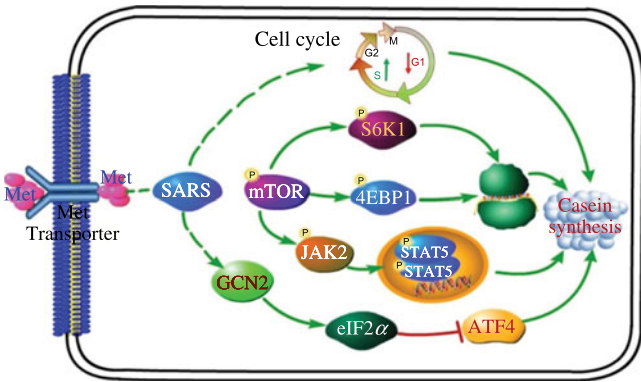 Cell cycle
M
G2
G1
S
P
S6K1
Met
Met
SARS
P
mTOR
P
4EBP1
Casein
synthesis
Met
Transporter
P
JAK2
P
STAT5
P
STAT5
GCN2
eIF2α
ATF4